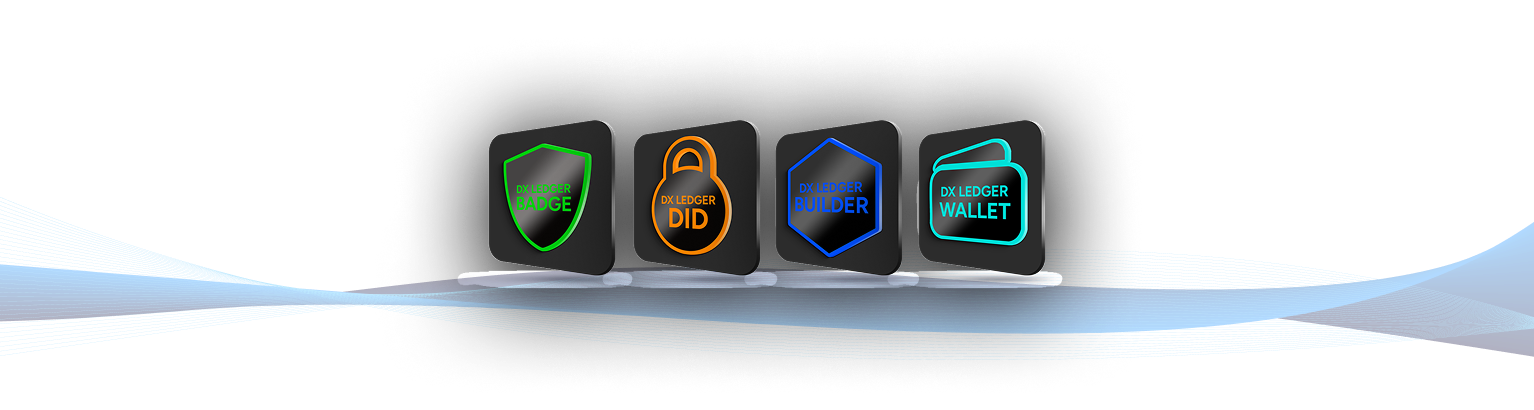 DX LEDGER
BADGE
DX LEDGER
DID
DX LEDGER
BUILDER
DX LEDGER
WALLET